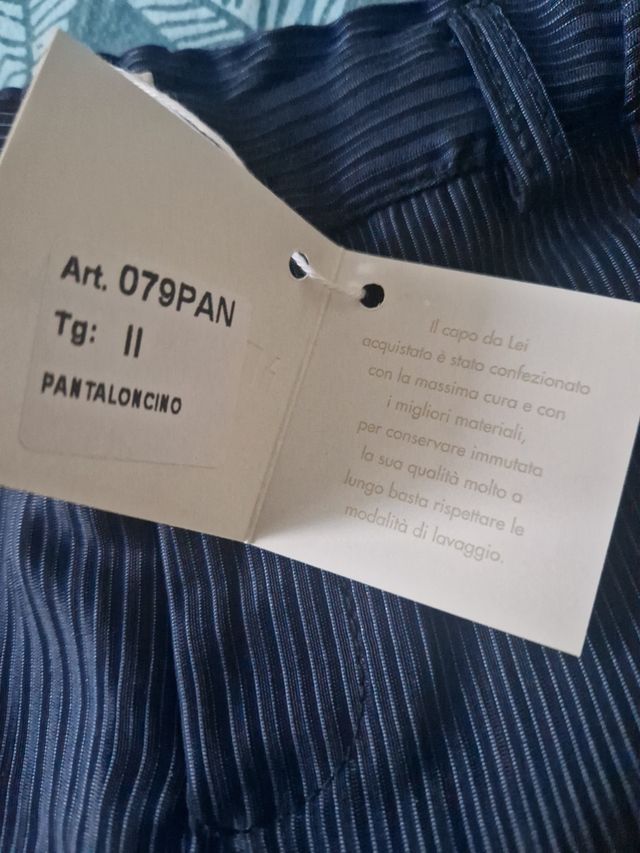 Art. 079PAN
Tg: II
PANTALONCINO
Il capo da Lei
acquistato è stato confezionato
con la massima cura e con
i migliori materiali,
per conservare immutata
la sua qualità molto a
lungo basta rispettare le
modalità di lavaggio.